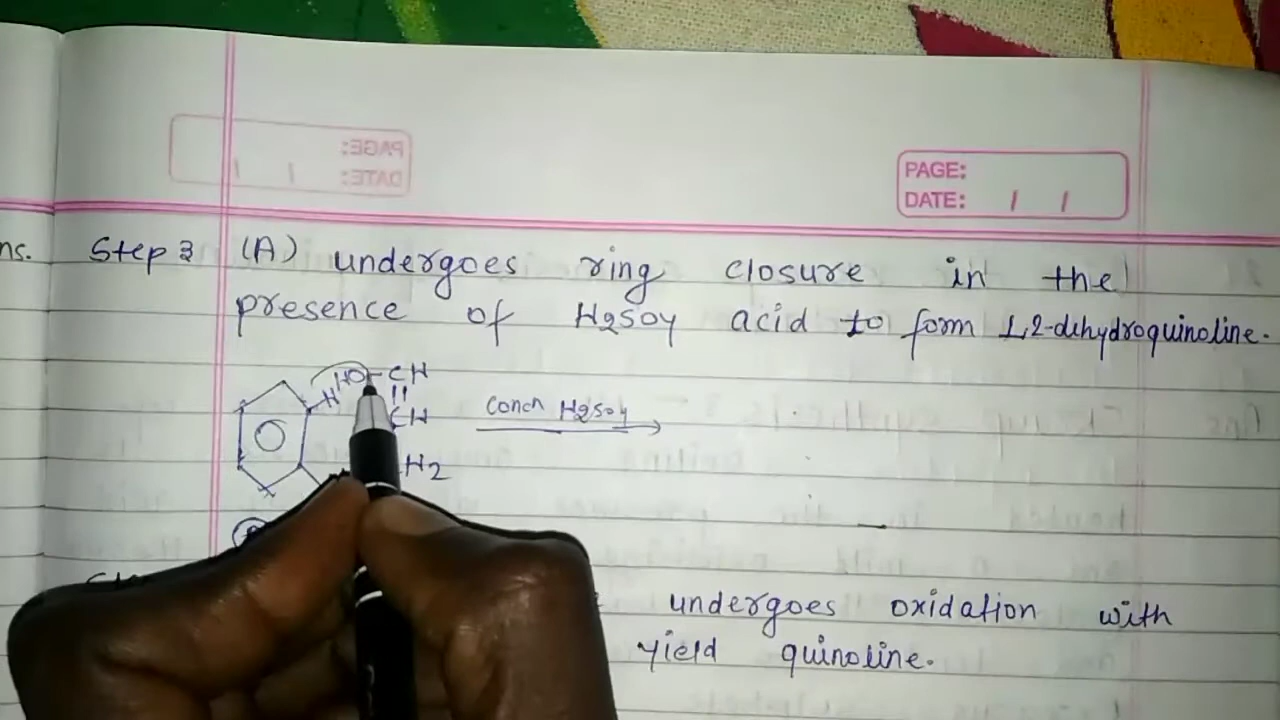 PAGE:
DATE: / /
ns. Step 3 (A) undergoes ring closure in the
presence of H2SO4 acid to form 1,2-dihydroquinoline.
HO-CH
H
CH
Concn H2SO4
H2
undergoes oxidation with
yield quinoline.